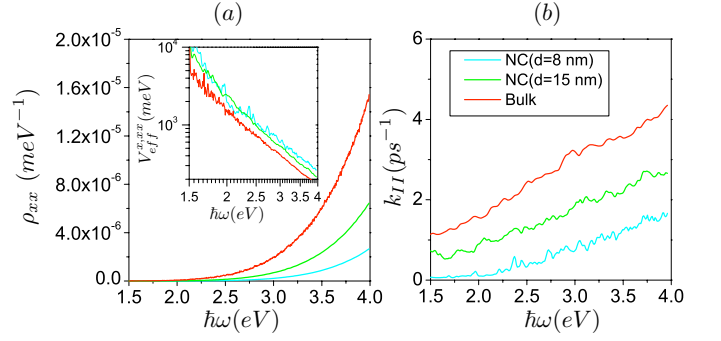 (a)
ρxx (meV⁻¹)
2.0x10⁻⁵
1.6x10⁻⁵
1.2x10⁻⁵
8.0x10⁻⁶
4.0x10⁻⁶
0.0
1.5 2.0 2.5 3.0 3.5 4.0
ħω(eV)
V_eff^{x,xx}(meV)
10⁴
10³
1.5 2 2.5 3 3.5 4
ħω(eV)
(b)
k_II(ps⁻¹)
6
4
2
0
NC(d=8 nm)
NC(d=15 nm)
Bulk
1.5 2.0 2.5 3.0 3.5 4.0
ħω(eV)